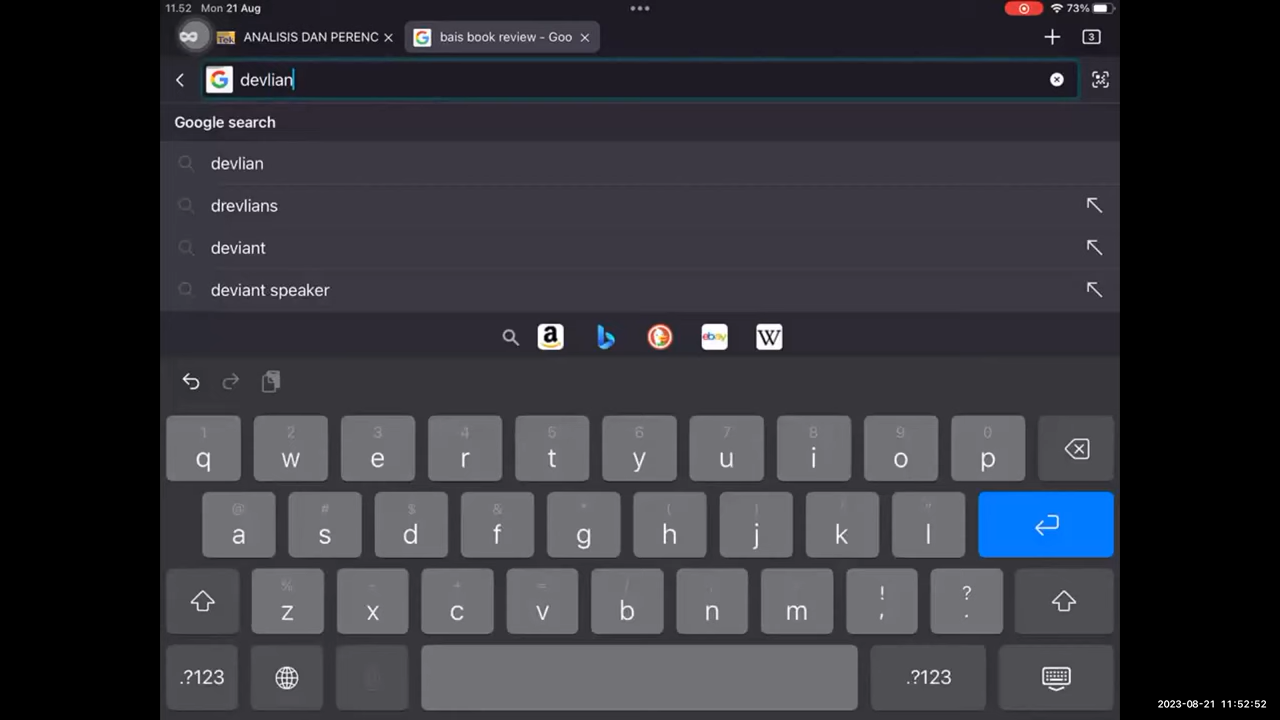 11.52 Mon 21 Aug
73%
ANALISIS DAN PERENC
bais book review - Goo
3
devlian
Google search
devlian
drevlians
deviant
deviant speaker
a
b
ebay
W
1 2 3 4 5 6 7 8 9 0
q w e r t y u i o p
@ # $ & * ( ) ' "
a s d f g h j k l
% - + = / ; : ! ?
z x c v b n m , .
.?123
.?123
2023-08-21 11:52:52